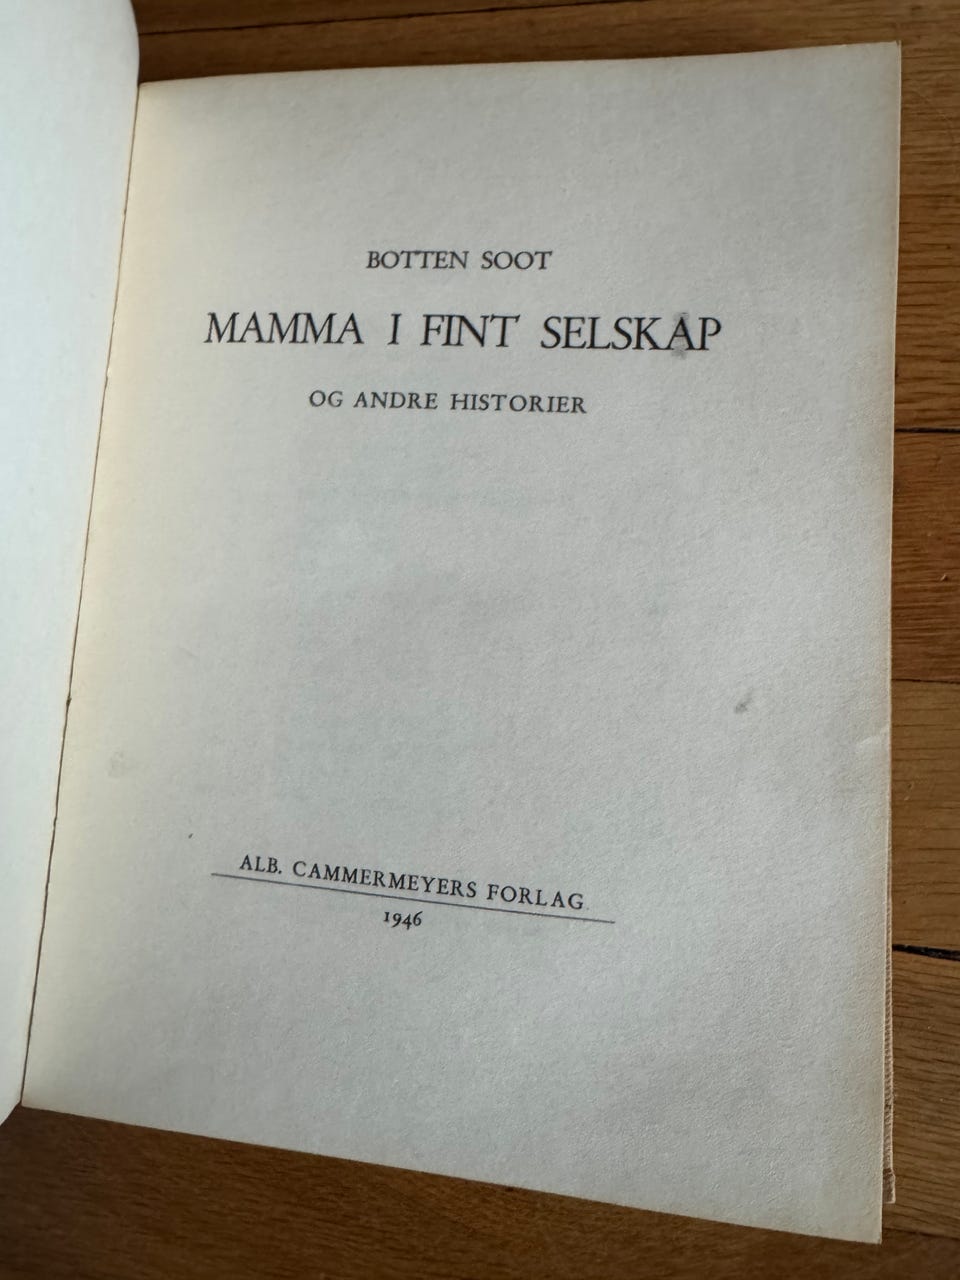 BOTTEN SOOT
MAMMA I FINT SELSKAP
OG ANDRE HISTORIER
ALB. CAMMERMEYERS FORLAG
1946